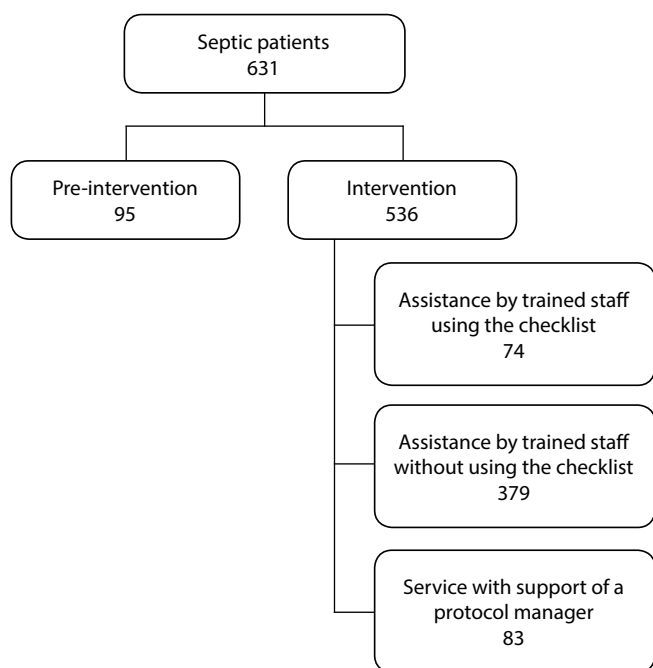 Septic patients
631
Pre-intervention
95
Intervention
536
Assistance by trained staff
using the checklist
74
Assistance by trained staff
without using the checklist
379
Service with support of a
protocol manager
83